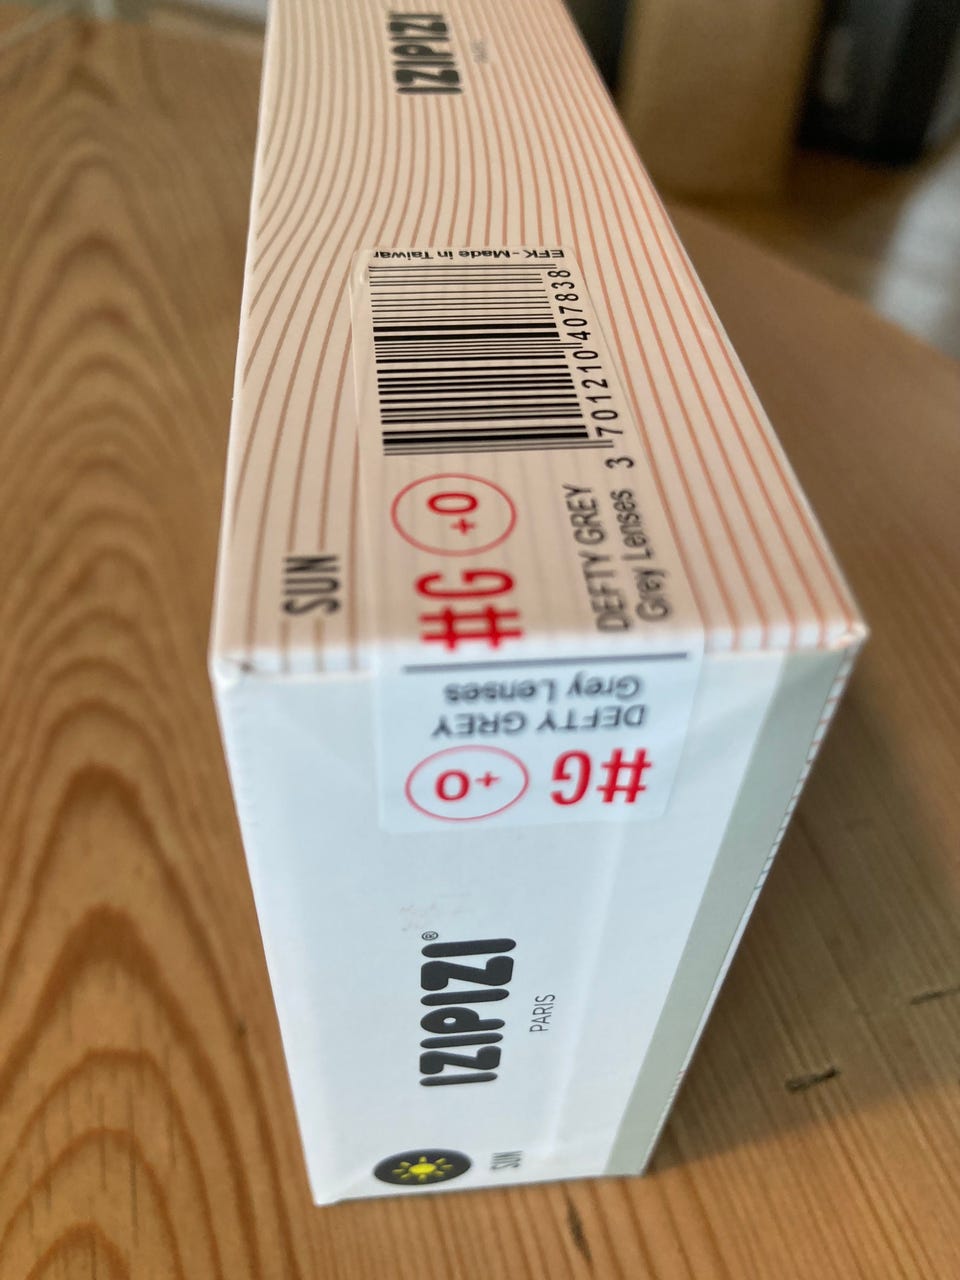 IZIPIZI
PARIS
EFK - Made in Taiwan
3 701210 407838
#G +0
DEFTY GREY
Grey Lenses
SUN
#G +0
DEFTY GREY
Grey Lenses
IZIPIZI®
PARIS
SUN